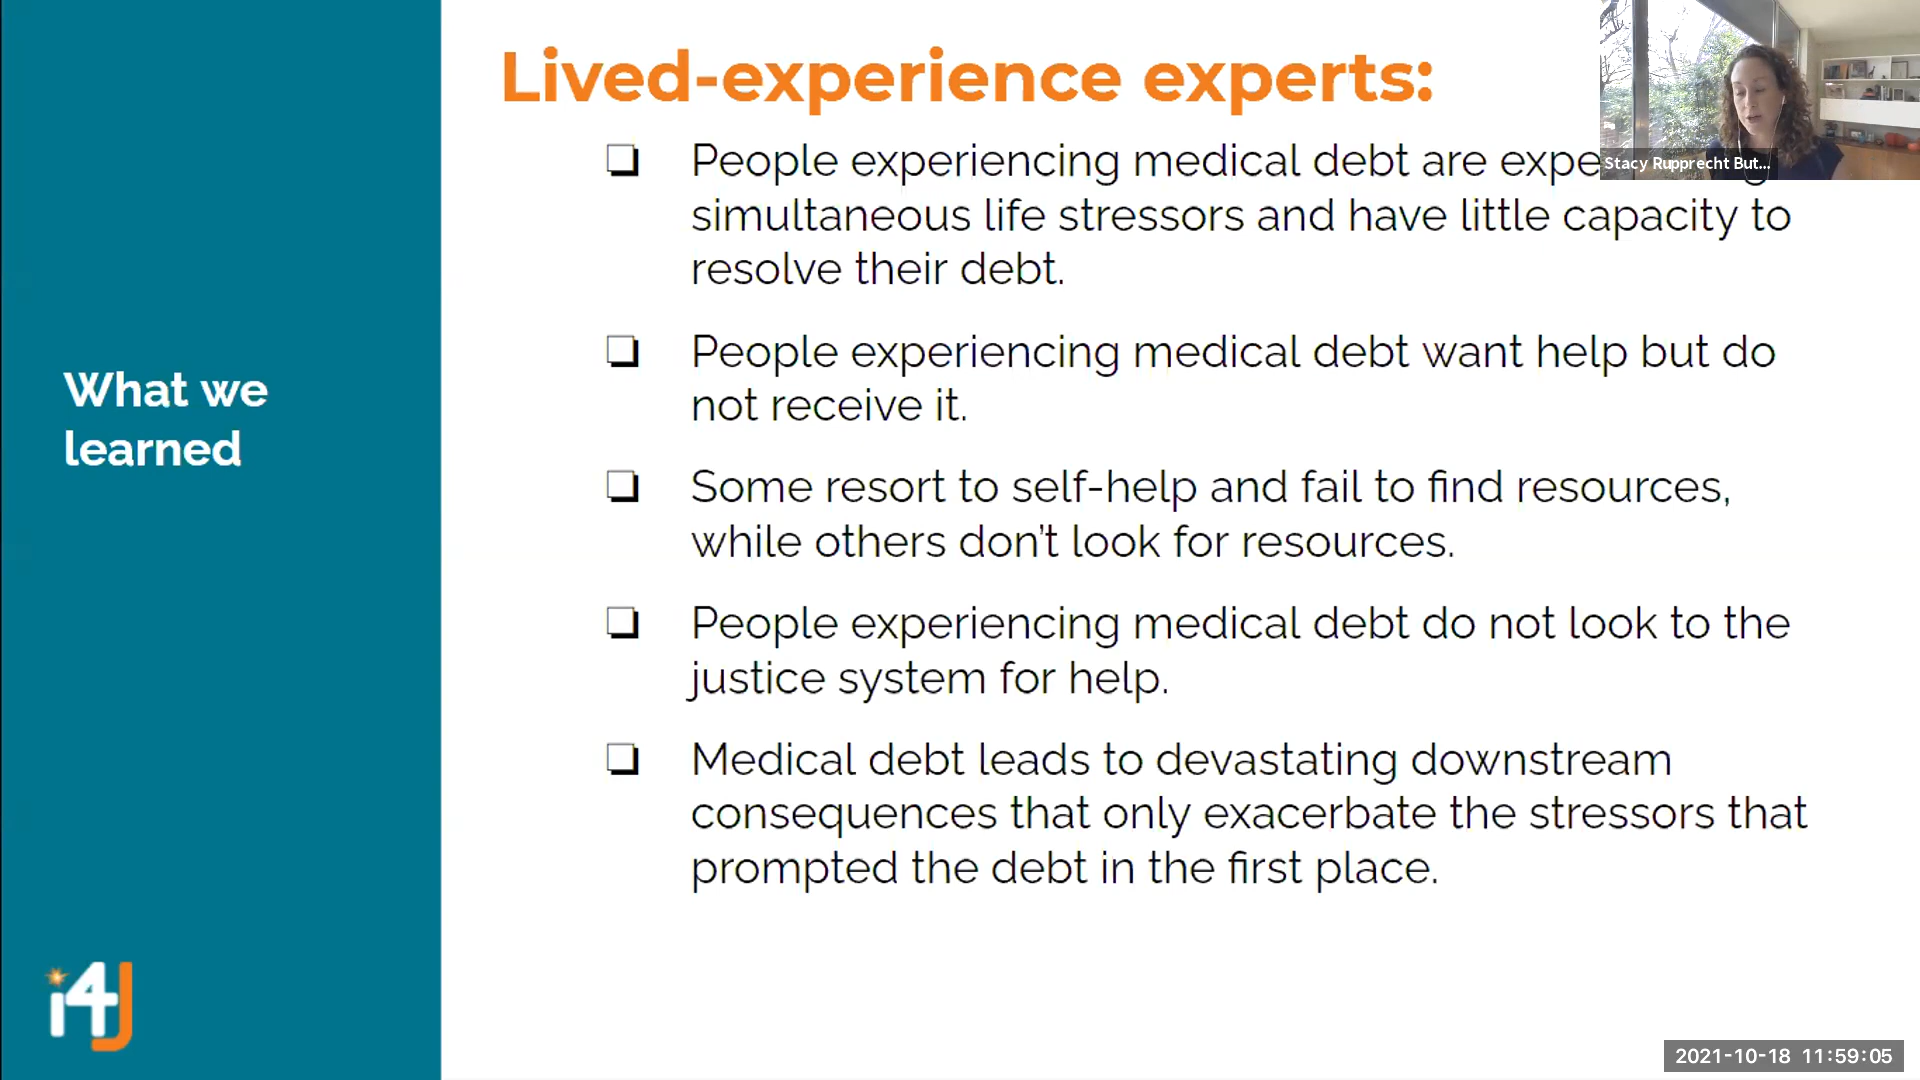 Lived-experience experts:
❏ People experiencing medical debt are
simultaneous life stressors and have little capacity to
resolve their debt.
❏ People experiencing medical debt want help but do
not receive it.
❏ Some resort to self-help and fail to find resources,
while others don’t look for resources.
❏ People experiencing medical debt do not look to the
justice system for help.
❏ Medical debt leads to devastating downstream
consequences that only exacerbate the stressors that
prompted the debt in the first place.
What we
learned
i4J
Stacy Rupprecht But...
2021-10-18 11:59:05